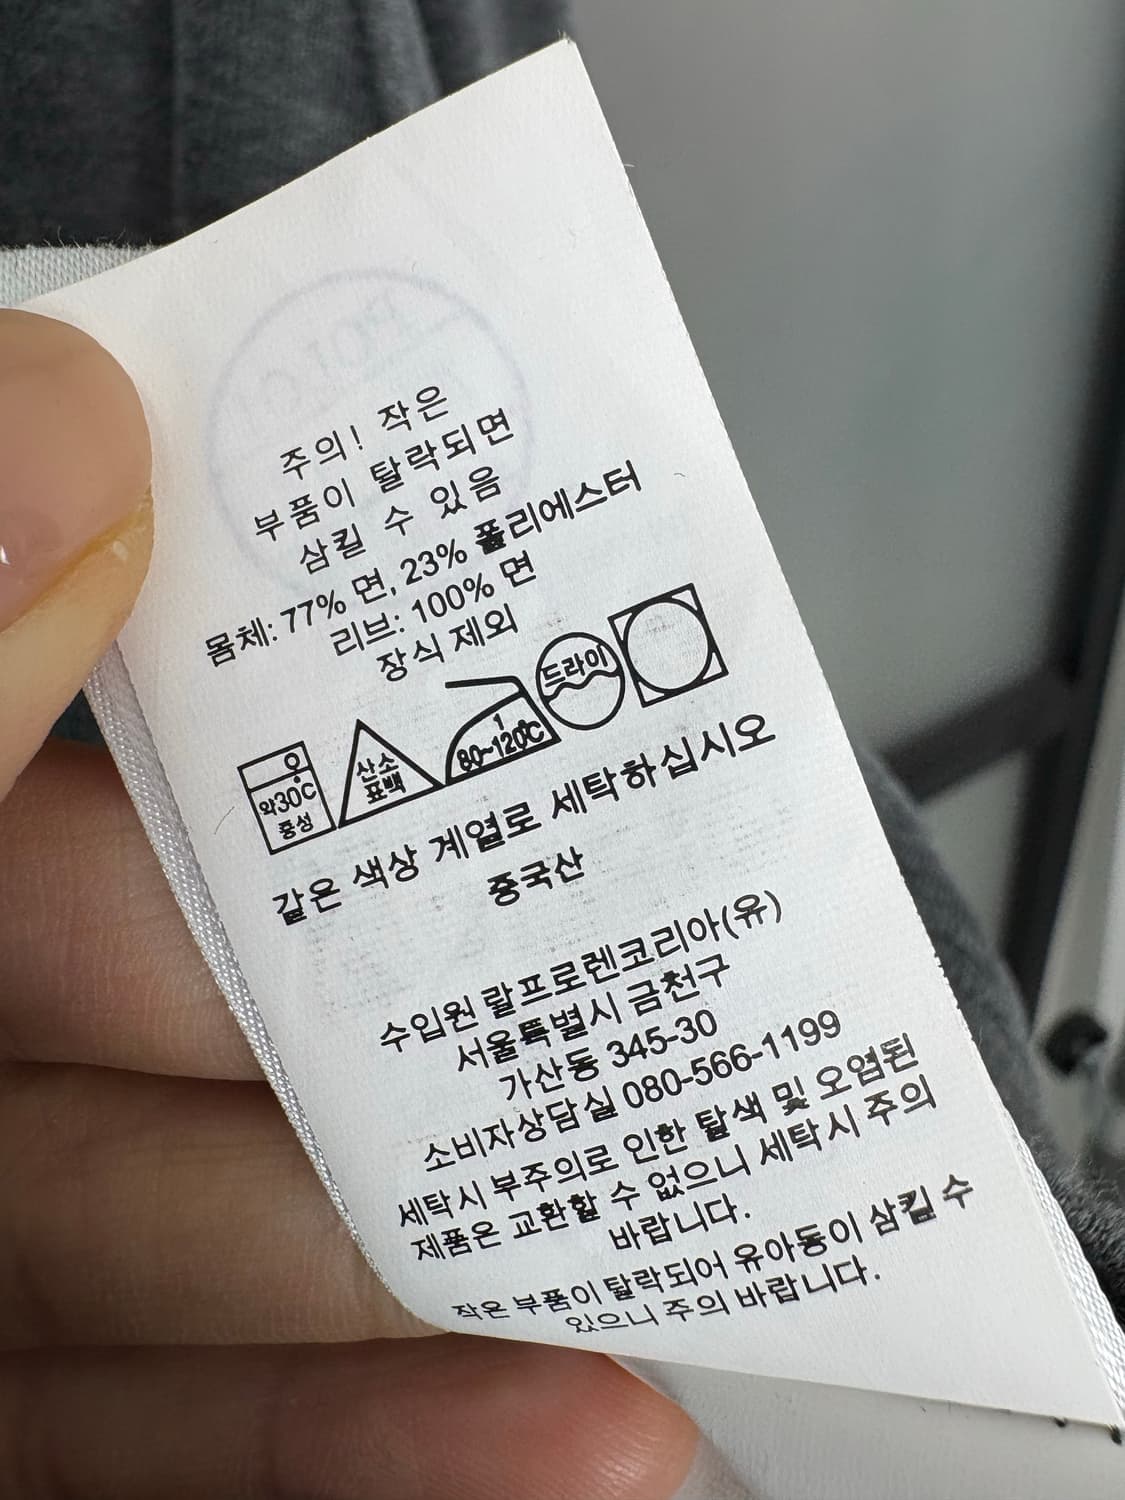 주의! 작은
부품이 탈락되면
삼킬 수 있음
몸체: 77% 면, 23% 폴리에스터
리브: 100% 면
장식 제외
약30℃
중성
산소
표백
1
80~120℃
드라이
같은 색상 계열로 세탁하십시오
중국산
수입원 랄프로렌코리아(유)
서울특별시 금천구
가산동 345-30
소비자상담실 080-566-1199
세탁시 부주의로 인한 탈색 및 오염된
제품은 교환할 수 없으니 세탁시 주의
바랍니다.
작은 부품이 탈락되어 유아동이 삼킬 수
있으니 주의 바랍니다.